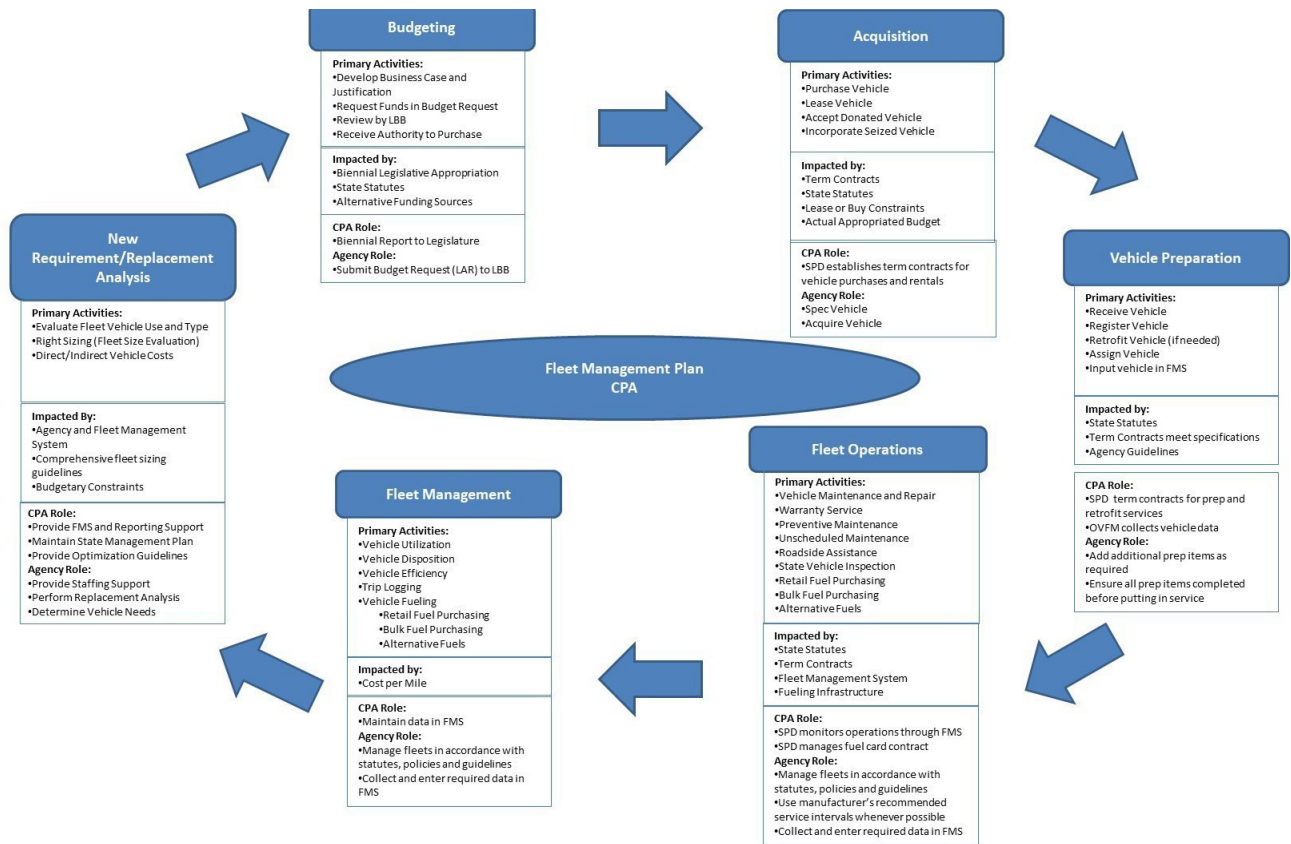 Budgeting
Primary Activities:
•Develop Business Case and
Justification
•Request Funds in Budget Request
•Review by LBB
•Receive Authority to Purchase
Impacted by:
•Biennial Legislative Appropriation
•State Statutes
•Alternative Funding Sources
CPA Role:
•Biennial Report to Legislature
Agency Role:
•Submit Budget Request (LAR) to LBB
Acquisition
Primary Activities:
•Purchase Vehicle
•Lease Vehicle
•Accept Donated Vehicle
•Incorporate Seized Vehicle
Impacted by:
•Term Contracts
•State Statutes
•Lease or Buy Constraints
•Actual Appropriated Budget
CPA Role:
•SPD establishes term contracts for
vehicle purchases and rentals
Agency Role:
•Spec Vehicle
•Acquire Vehicle
Vehicle Preparation
Primary Activities:
•Receive Vehicle
•Register Vehicle
•Retrofit Vehicle (if needed)
•Assign Vehicle
•Input vehicle in FMS
Impacted by:
•State Statutes
•Term Contracts meet specifications
•Agency Guidelines
CPA Role:
•SPD term contracts for prep and
retrofit services
•OVFM collects vehicle data
Agency Role:
•Add additional prep items as
required
•Ensure all prep items completed
before putting in service
Fleet Operations
Primary Activities:
•Vehicle Maintenance and Repair
•Warranty Service
•Preventive Maintenance
•Unscheduled Maintenance
•Roadside Assistance
•State Vehicle Inspection
•Retail Fuel Purchasing
•Bulk Fuel Purchasing
•Alternative Fuels
Impacted by:
•State Statutes
•Term Contracts
•Fleet Management System
•Fueling Infrastructure
CPA Role:
•SPD monitors operations through FMS
•SPD manages fuel card contract
Agency Role:
•Manage fleets in accordance with
statutes, policies and guidelines
•Use manufacturer's recommended
service intervals whenever possible
•Collect and enter required data in FMS
Fleet Management
Primary Activities:
•Vehicle Utilization
•Vehicle Disposition
•Vehicle Efficiency
•Trip Logging
•Vehicle Fueling
•Retail Fuel Purchasing
•Bulk Fuel Purchasing
•Alternative Fuels
Impacted by:
•Cost per Mile
CPA Role:
•Maintain data in FMS
Agency Role:
•Manage fleets in accordance with
statutes, policies and guidelines
•Collect and enter required data in
FMS
New
Requirement/Replacement
Analysis
Primary Activities:
•Evaluate Fleet Vehicle Use and Type
•Right Sizing (Fleet Size Evaluation)
•Direct/Indirect Vehicle Costs
Impacted By:
•Agency and Fleet Management
System
•Comprehensive fleet sizing
guidelines
•Budgetary Constraints
CPA Role:
•Provide FMS and Reporting Support
•Maintain State Management Plan
•Provide Optimization Guidelines
Agency Role:
•Provide Staffing Support
•Perform Replacement Analysis
•Determine Vehicle Needs
Fleet Management Plan
CPA